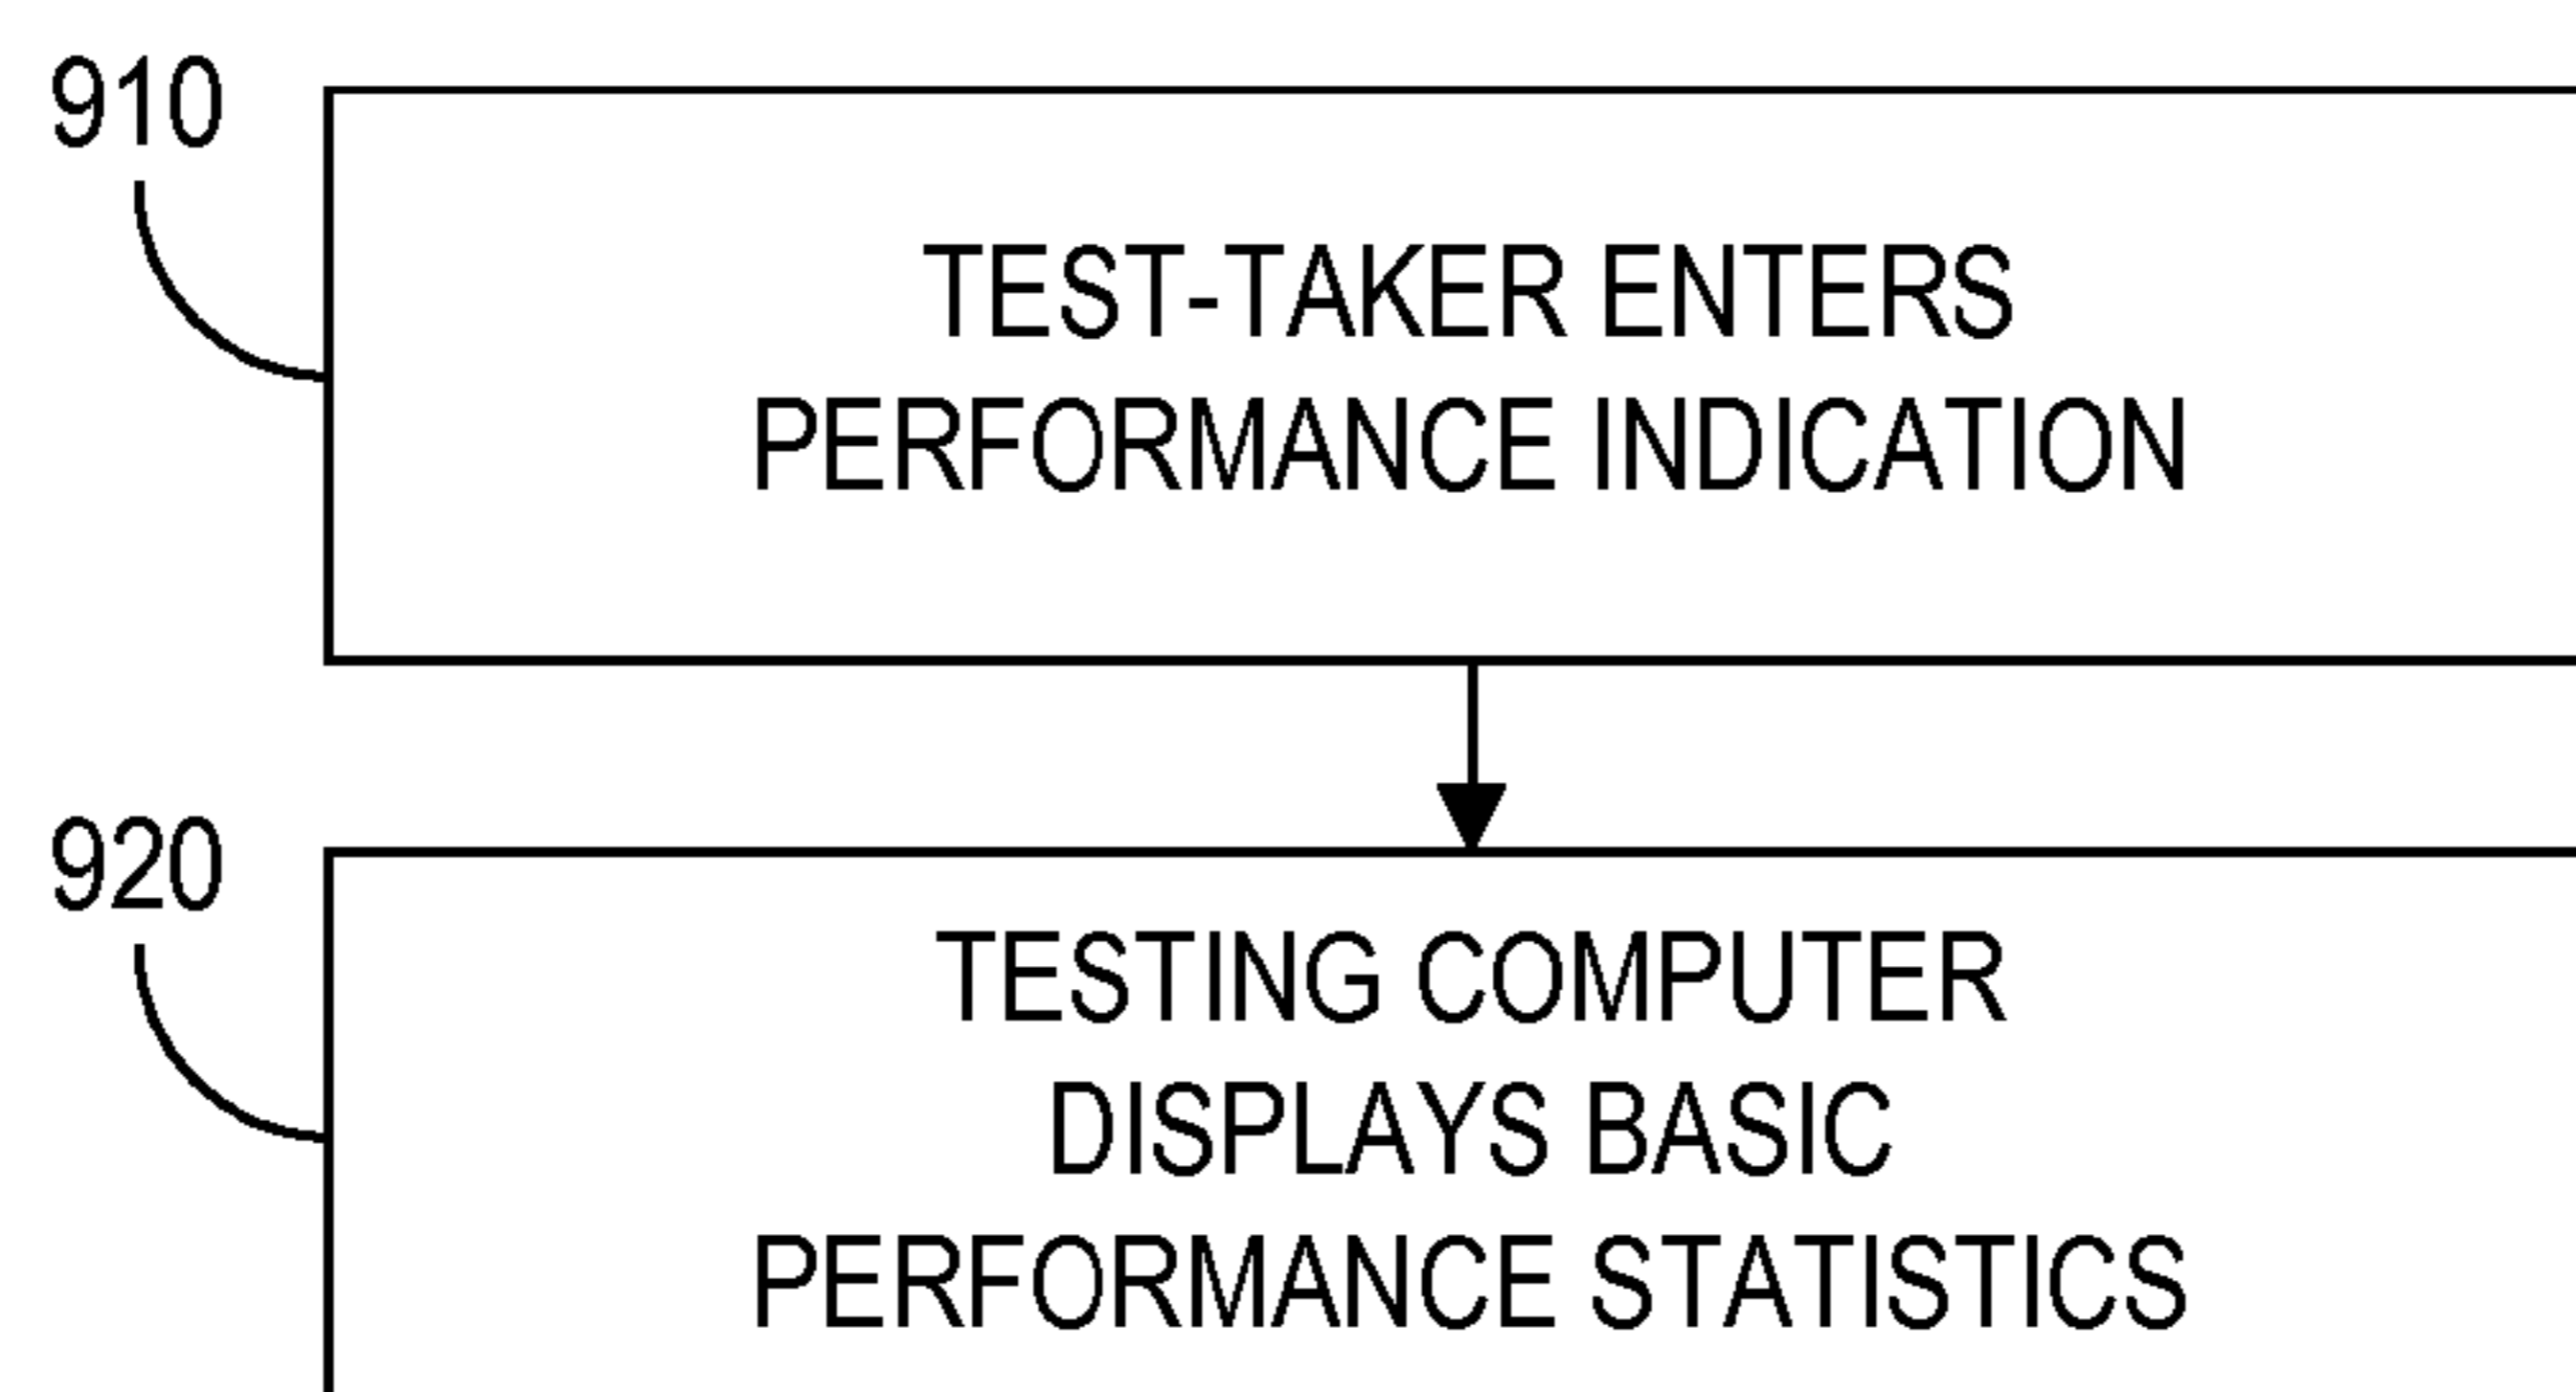 910
TEST-TAKER ENTERS
PERFORMANCE INDICATION
920
TESTING COMPUTER
DISPLAYS BASIC
PERFORMANCE STATISTICS